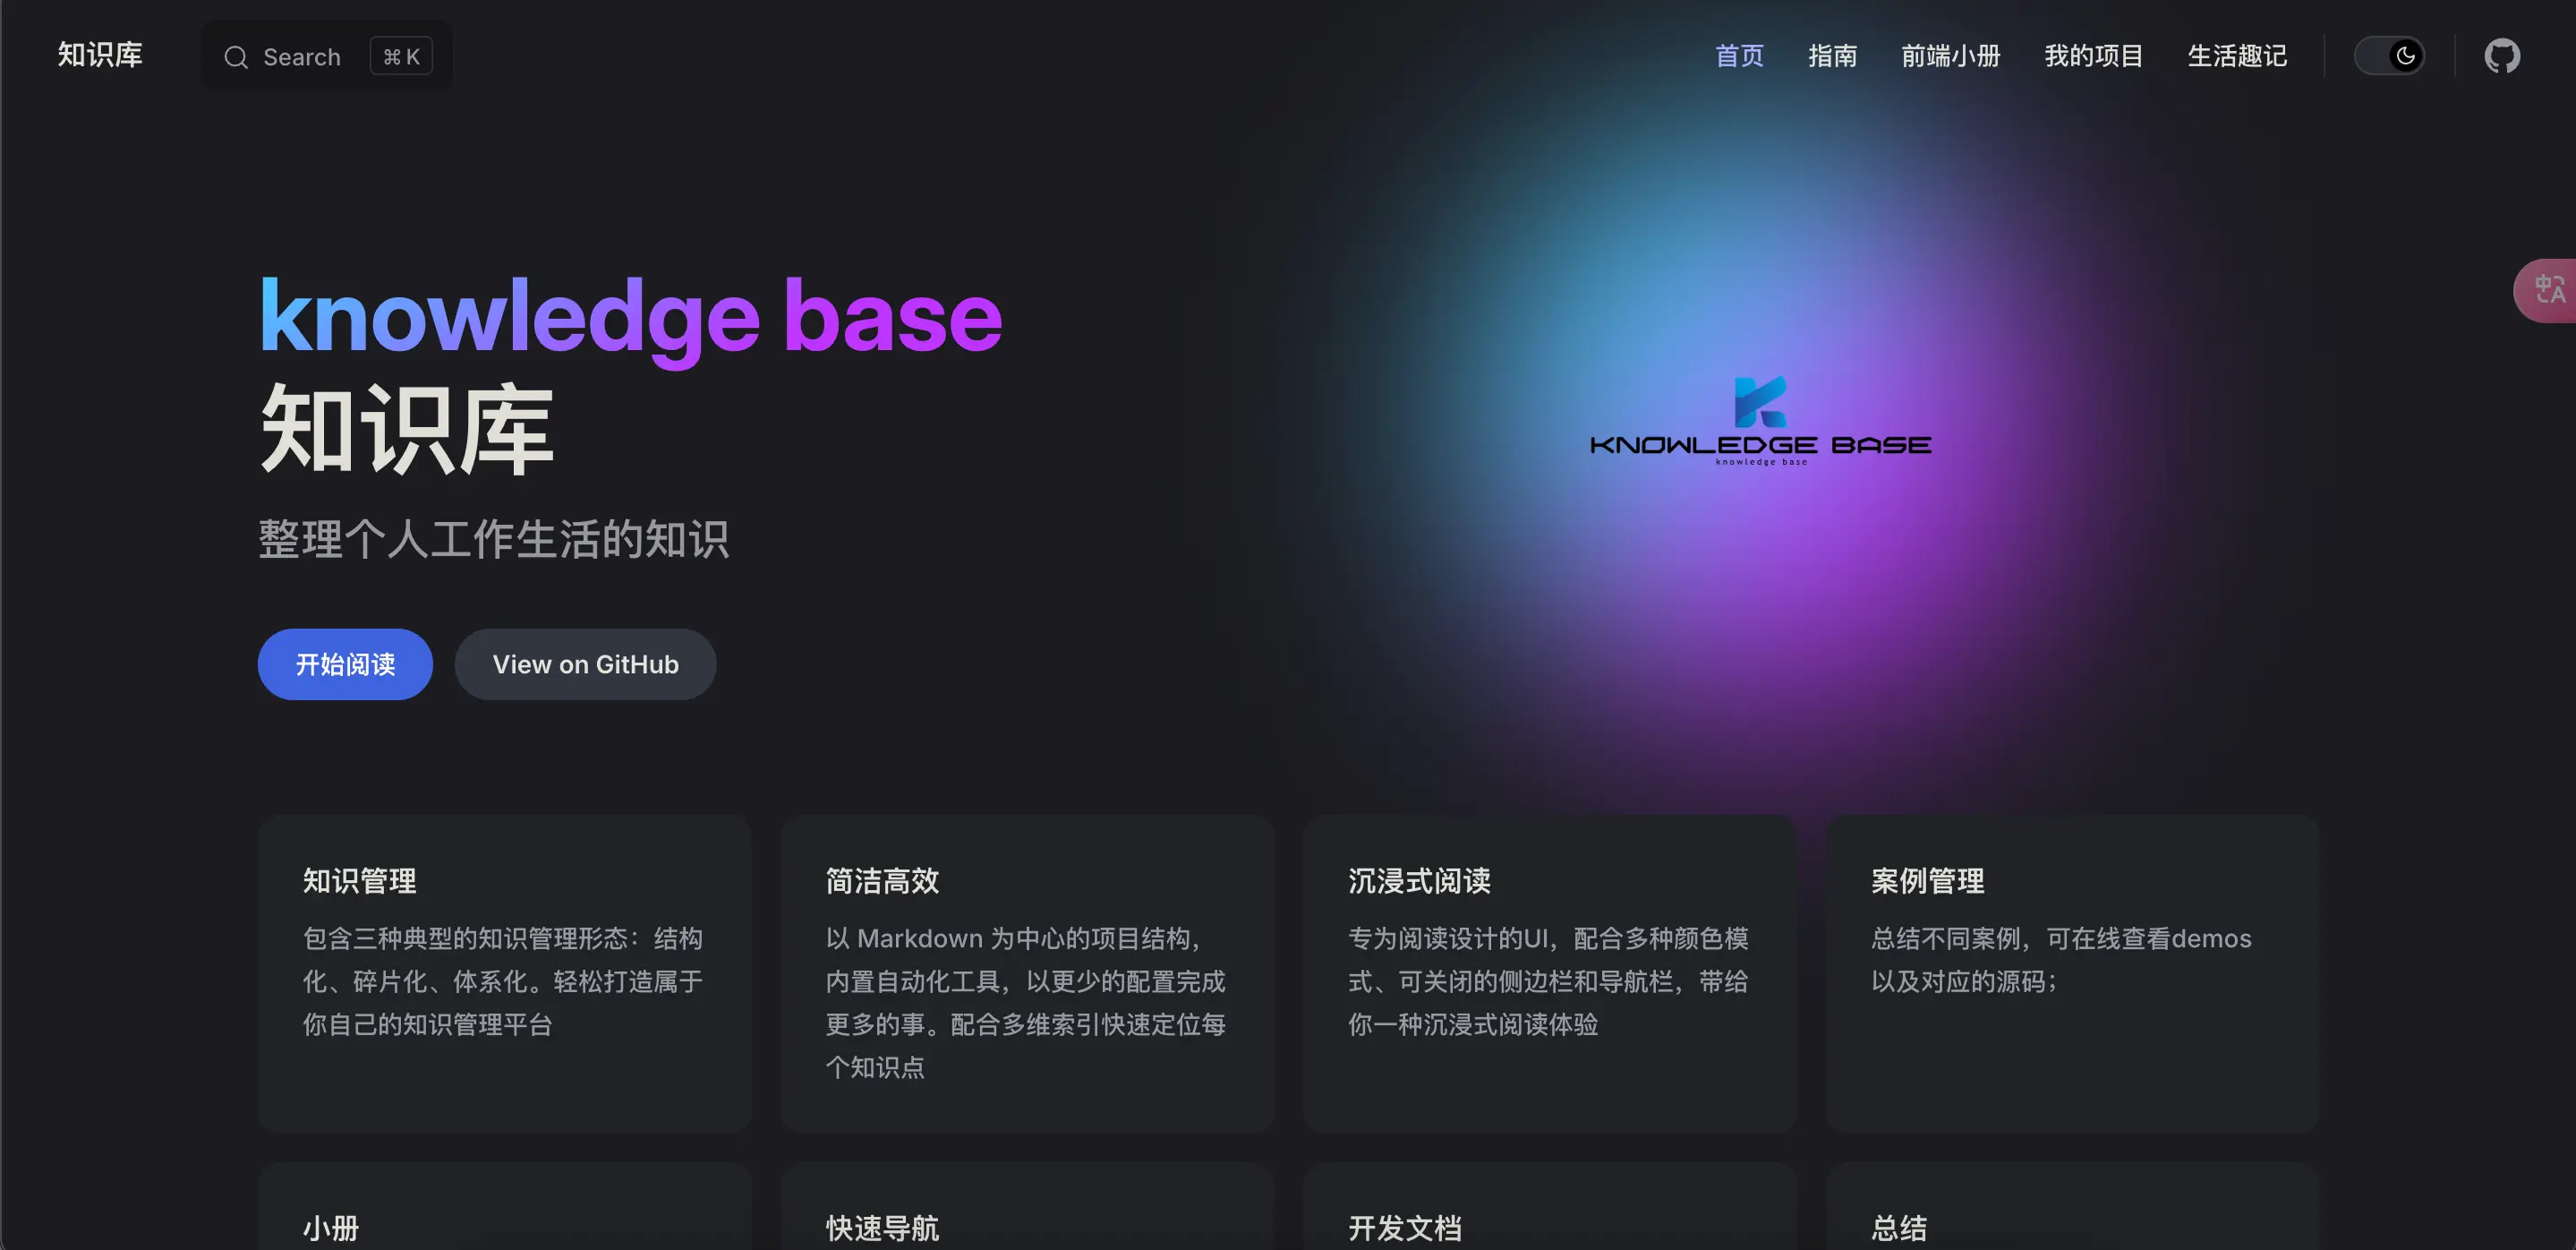 知识库
Search
⌘ K
首页
指南
前端小册
我的项目
生活趣记
中A
knowledge base
知识库
整理个人工作生活的知识
开始阅读
View on GitHub
KNOWLEDGE BASE
knowledge base
知识管理
包含三种典型的知识管理形态：结构
化、碎片化、体系化。轻松打造属于
你自己的知识管理平台
简洁高效
以 Markdown 为中心的项目结构，
内置自动化工具，以更少的配置完成
更多的事。配合多维索引快速定位每
个知识点
沉浸式阅读
专为阅读设计的UI，配合多种颜色模
式、可关闭的侧边栏和导航栏，带给
你一种沉浸式阅读体验
案例管理
总结不同案例，可在线查看demos
以及对应的源码；
小册
快速导航
开发文档
总结